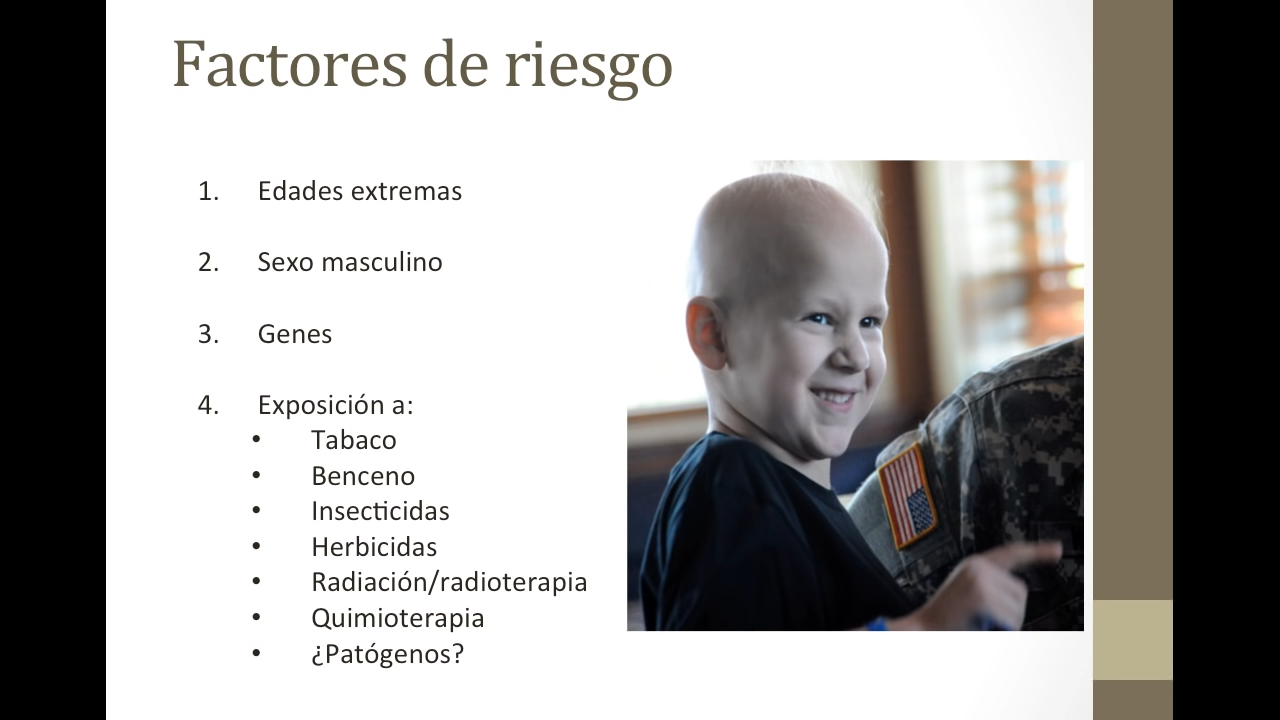 Factores de riesgo
1. Edades extremas
2. Sexo masculino
3. Genes
4. Exposición a:
• Tabaco
• Benceno
• Insecticidas
• Herbicidas
• Radiación/radioterapia
• Quimioterapia
• ¿Patógenos?